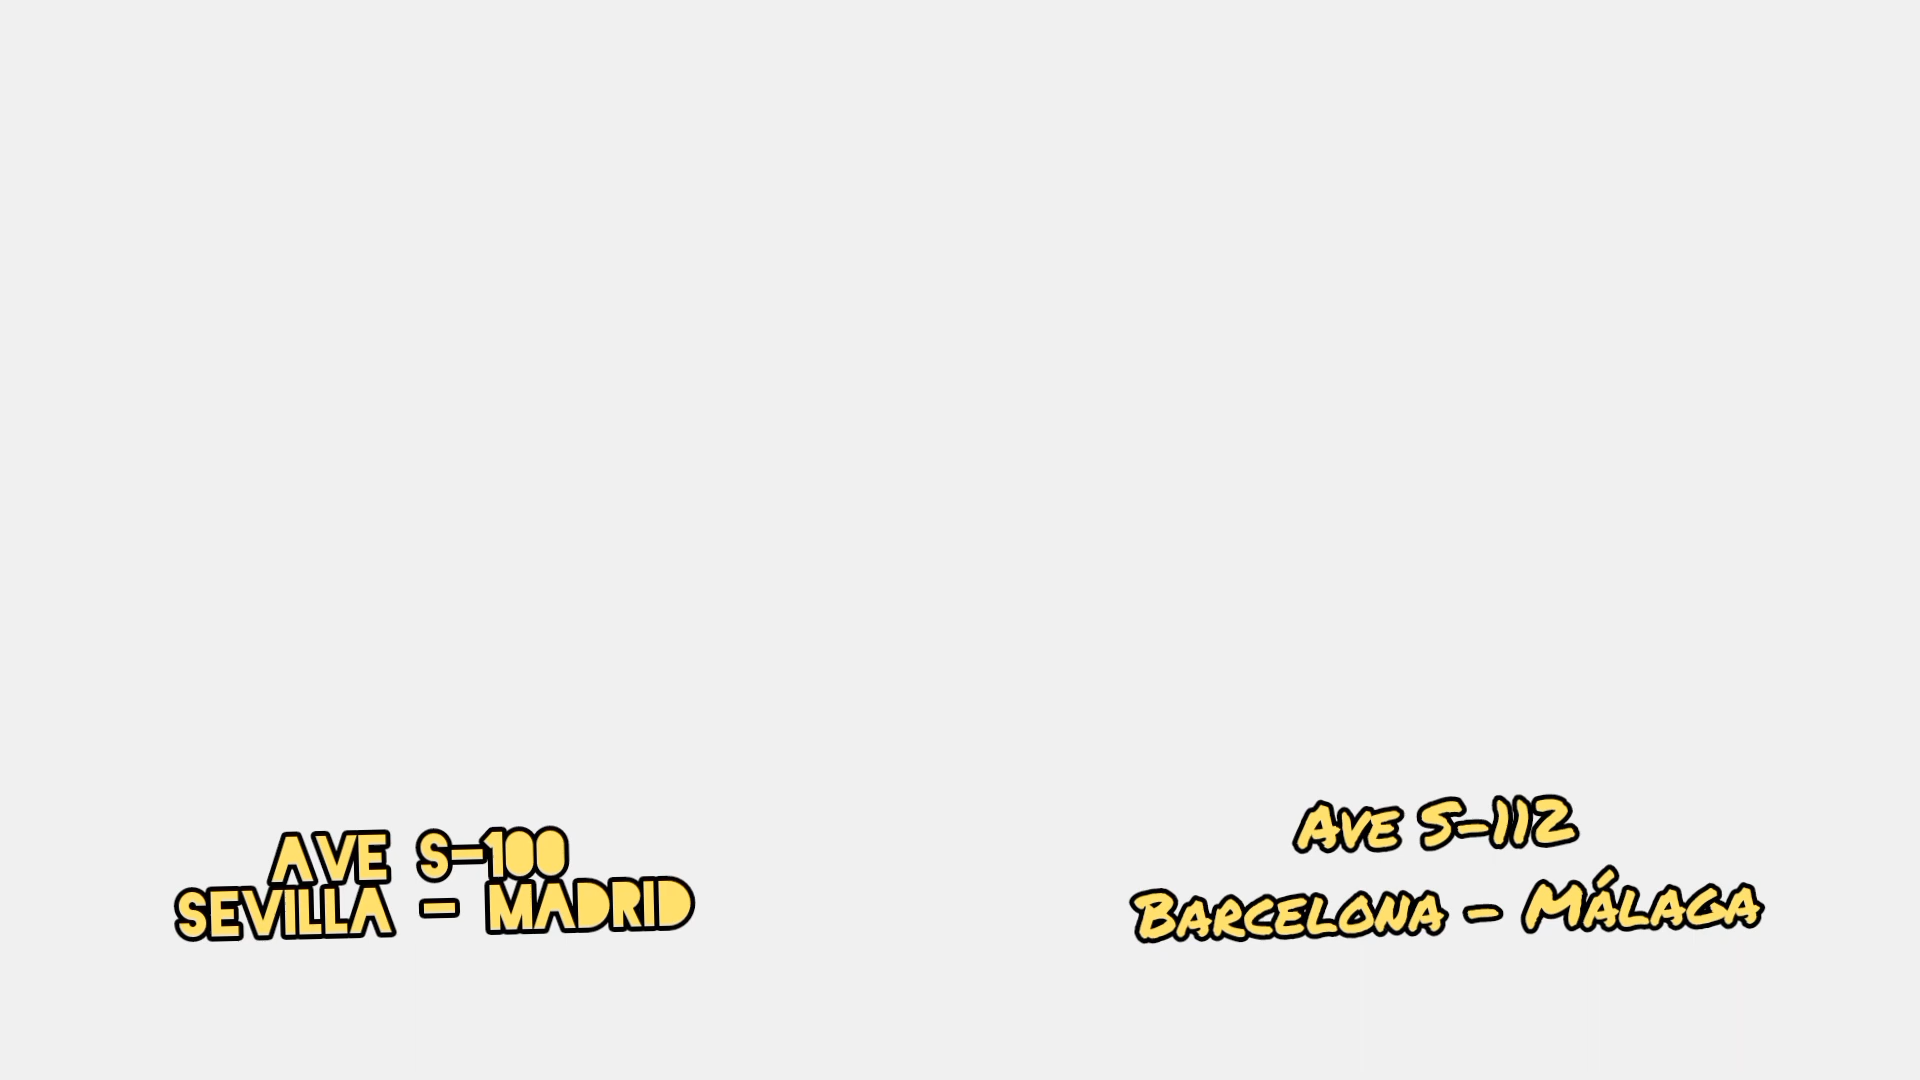 AVE S-100
SEVILLA - MADRID
AVE S-112
BARCELONA - MÁLAGA